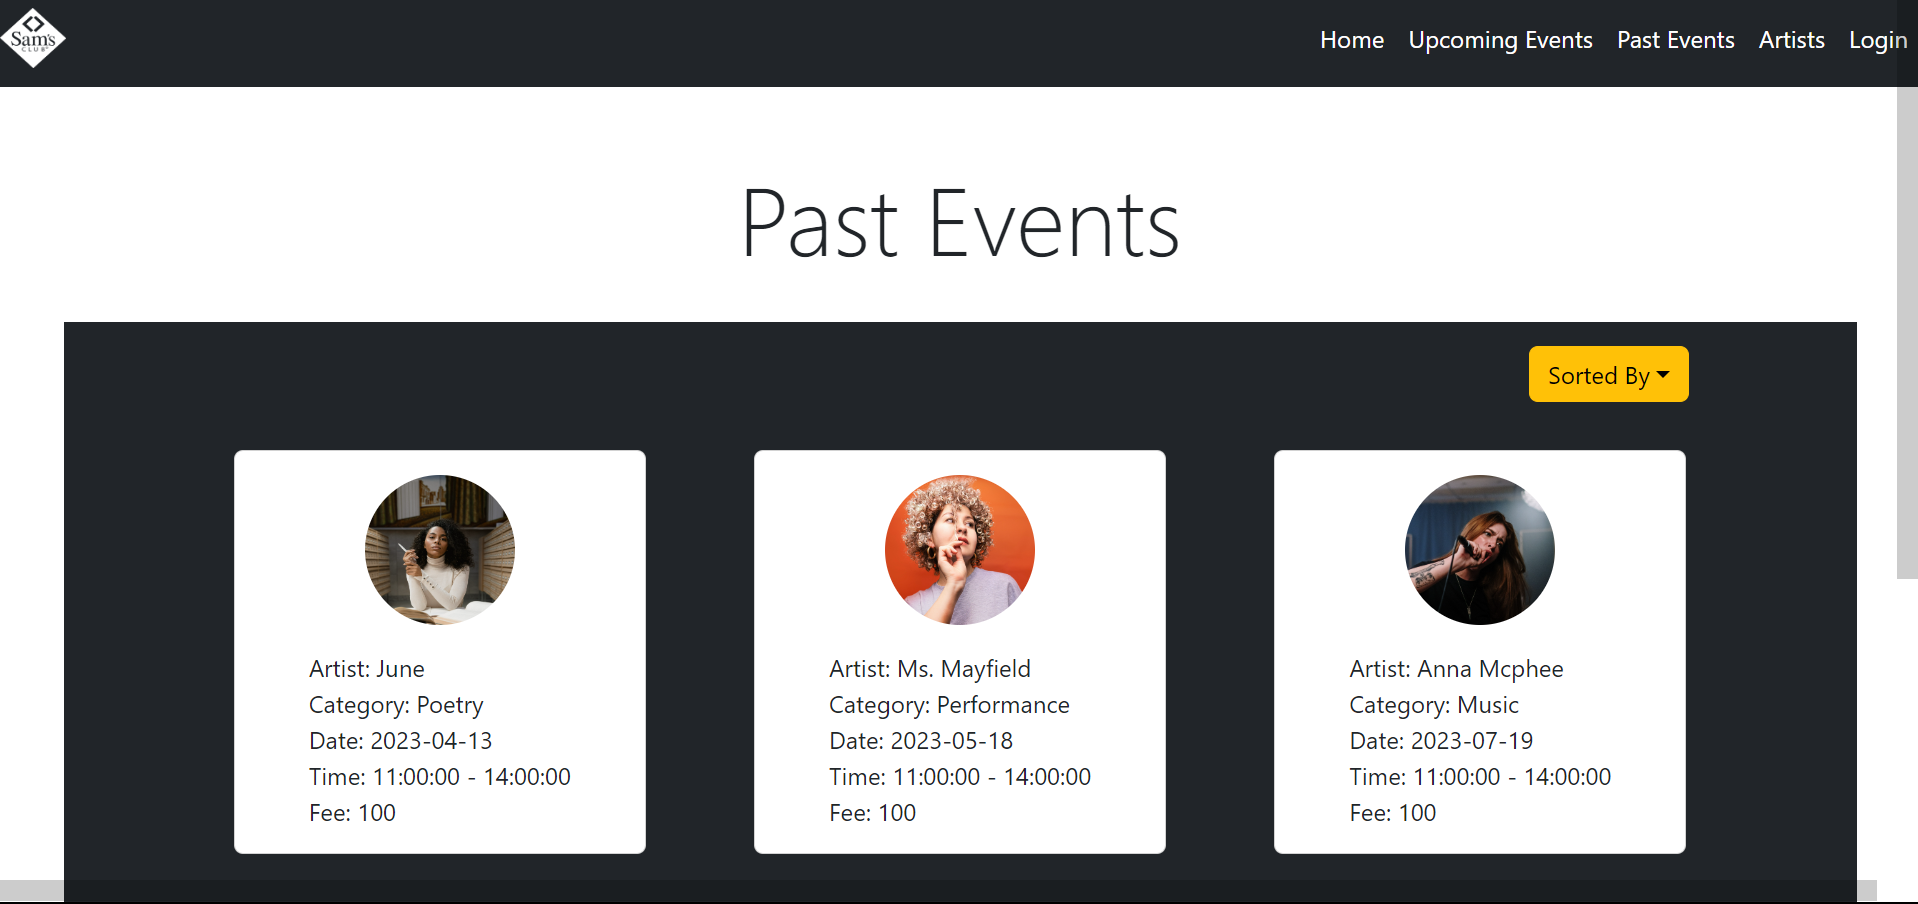 Sam's
CLUB
Home Upcoming Events Past Events Artists Login
Past Events
Sorted By
Artist: June
Category: Poetry
Date: 2023-04-13
Time: 11:00:00 - 14:00:00
Fee: 100
Artist: Ms. Mayfield
Category: Performance
Date: 2023-05-18
Time: 11:00:00 - 14:00:00
Fee: 100
Artist: Anna Mcphee
Category: Music
Date: 2023-07-19
Time: 11:00:00 - 14:00:00
Fee: 100